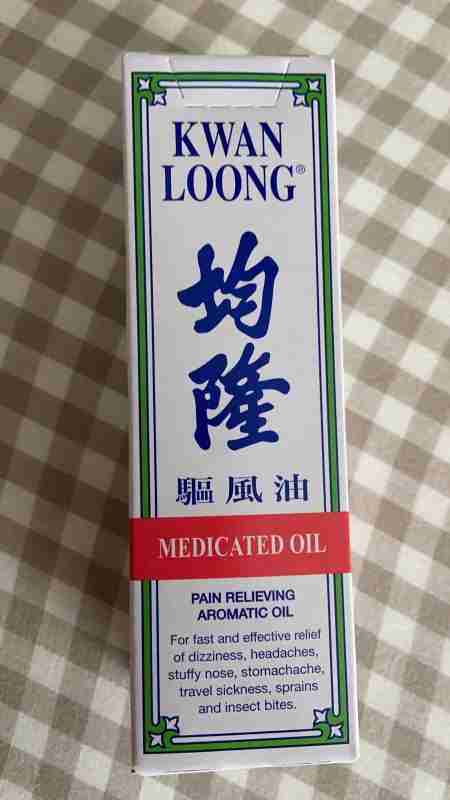 KWAN
LOONG®
均
隆
驅風油
MEDICATED OIL
PAIN RELIEVING
AROMATIC OIL
For fast and effective relief
of dizziness, headaches,
stuffy nose, stomachache,
travel sickness, sprains
and insect bites.